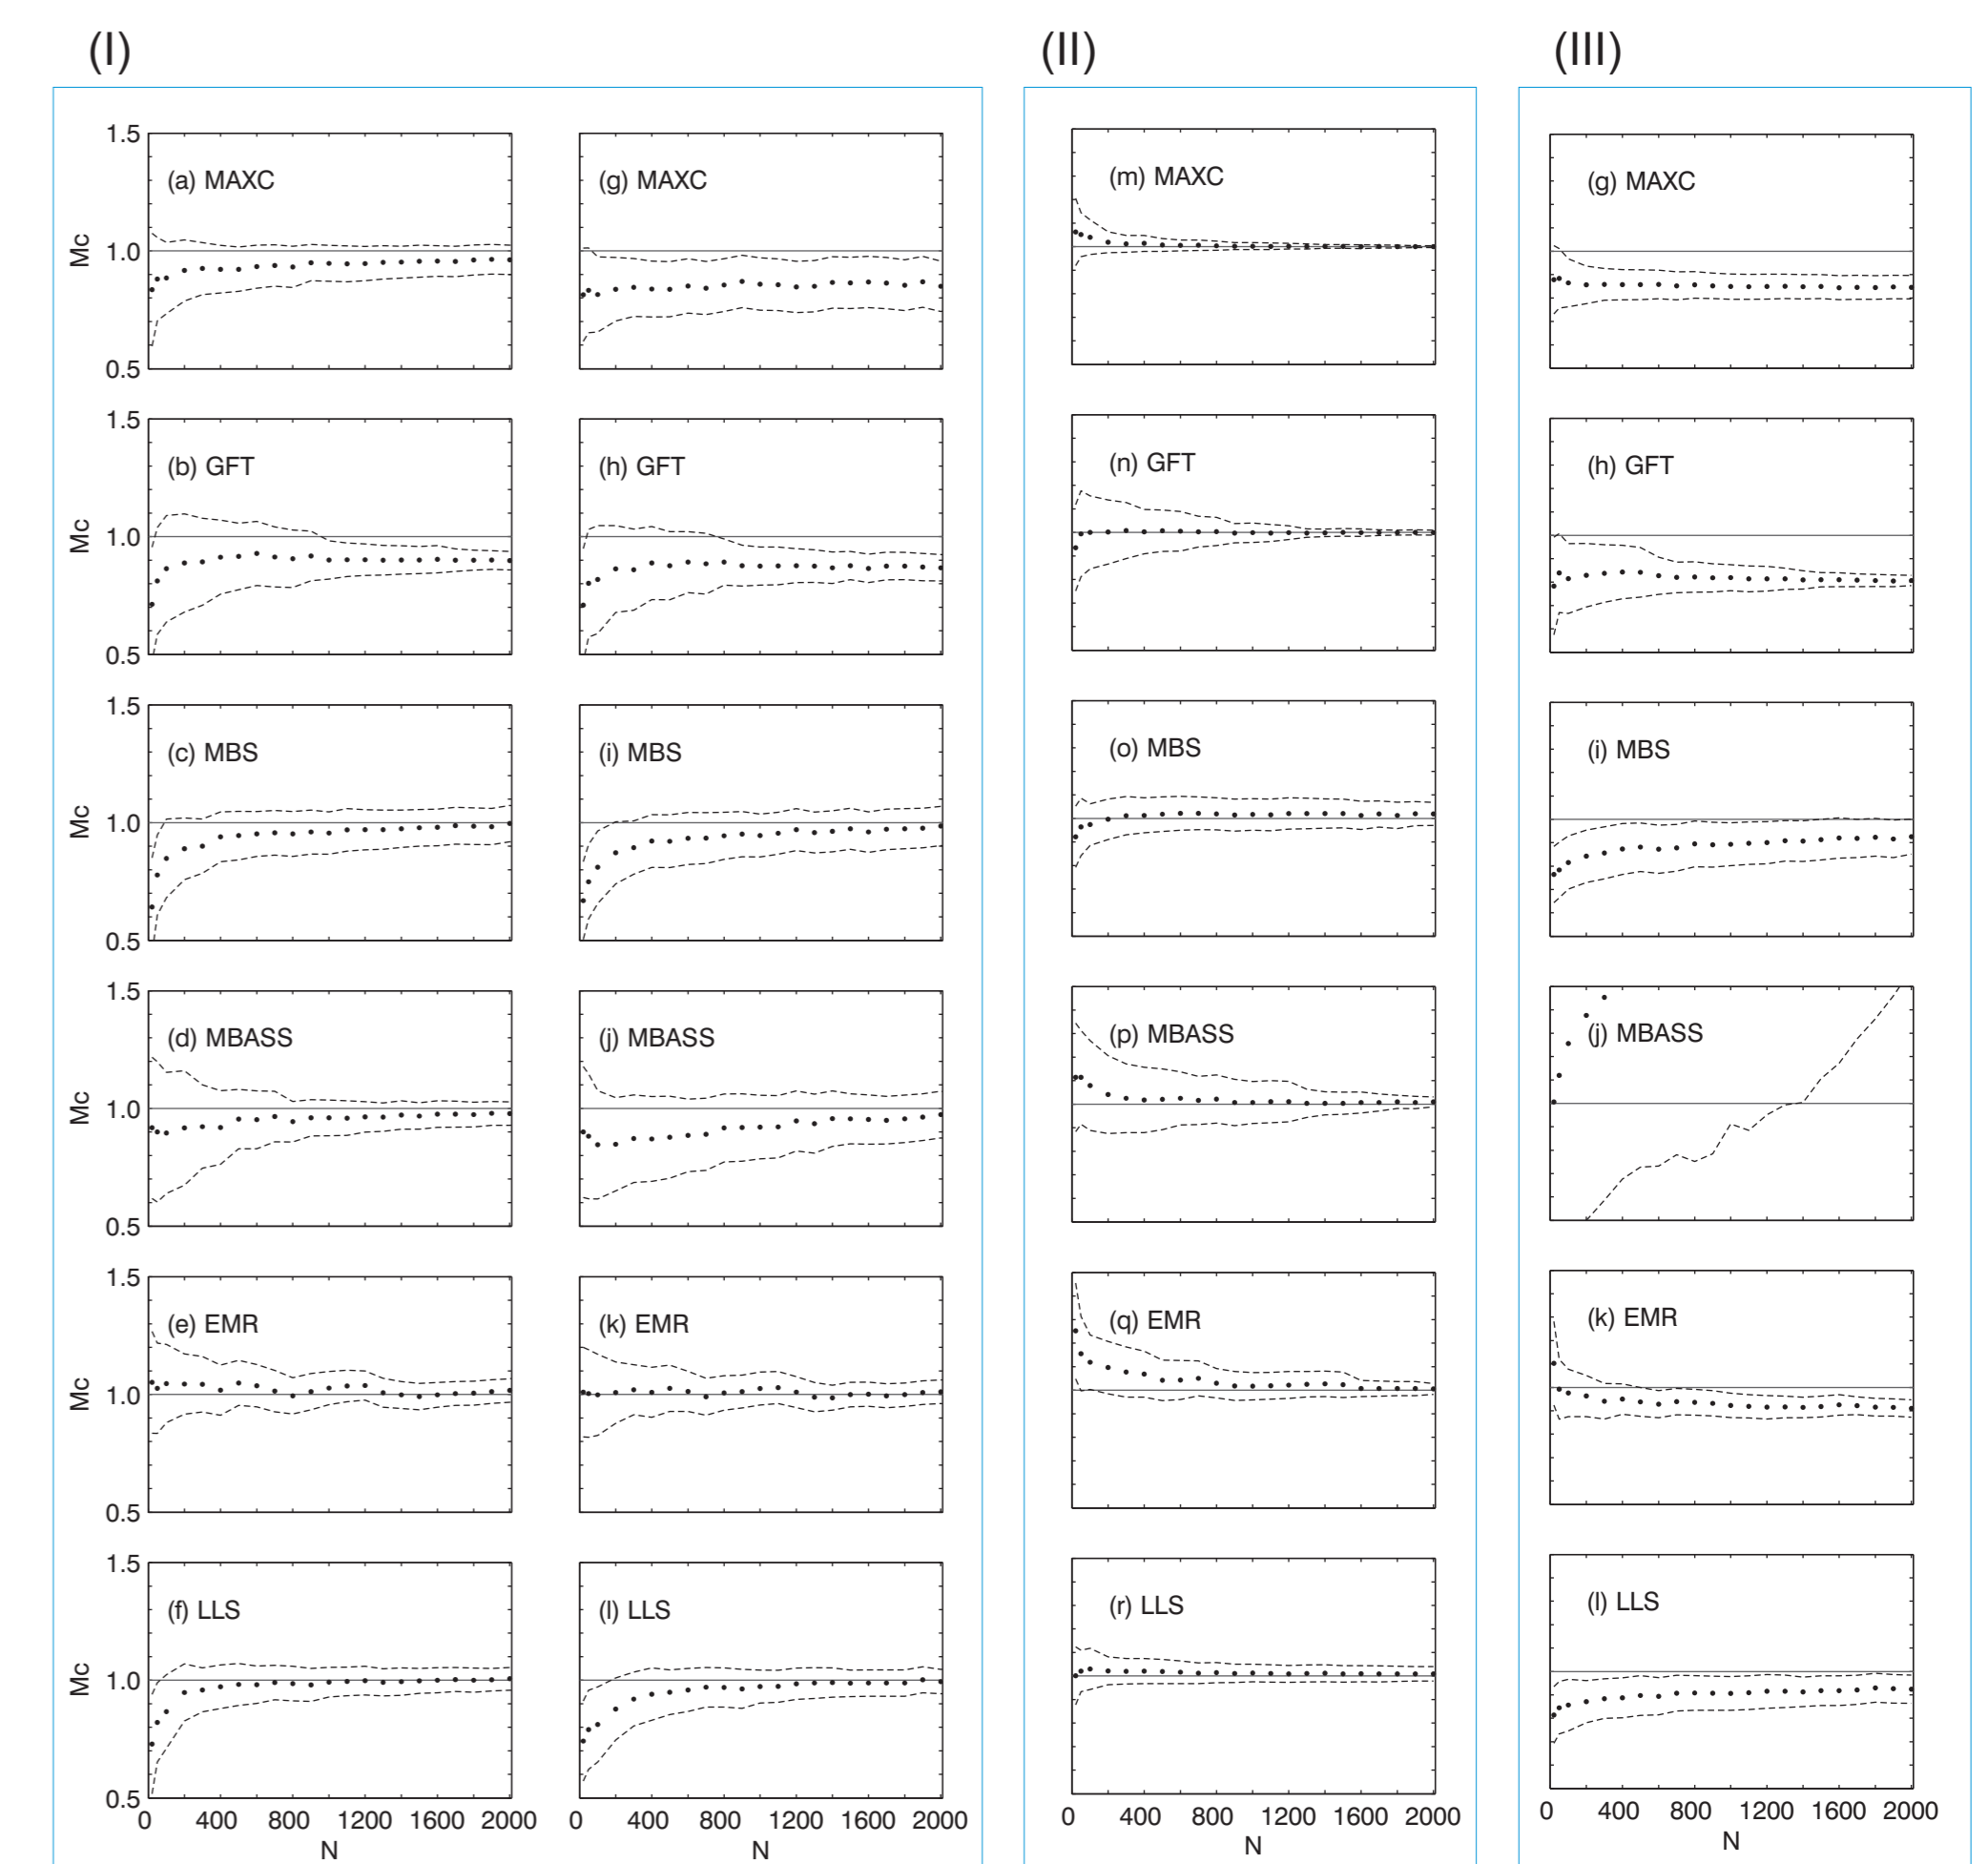 (I) (II) (III)
1.5
(a) MAXC (g) MAXC (m) MAXC (g) MAXC
Mc 1.0
0.5
1.5
(b) GFT (h) GFT (n) GFT (h) GFT
Mc 1.0
0.5
1.5
(c) MBS (i) MBS (o) MBS (i) MBS
Mc 1.0
0.5
1.5
(d) MBASS (j) MBASS (p) MBASS (j) MBASS
Mc 1.0
0.5
1.5
(e) EMR (k) EMR (q) EMR (k) EMR
Mc 1.0
0.5
1.5
(f) LLS (l) LLS (r) LLS (l) LLS
Mc 1.0
0.5
0 400 800 1200 1600 2000 0 400 800 1200 1600 2000 0 400 800 1200 1600 2000 0 400 800 1200 1600 2000
N N N N